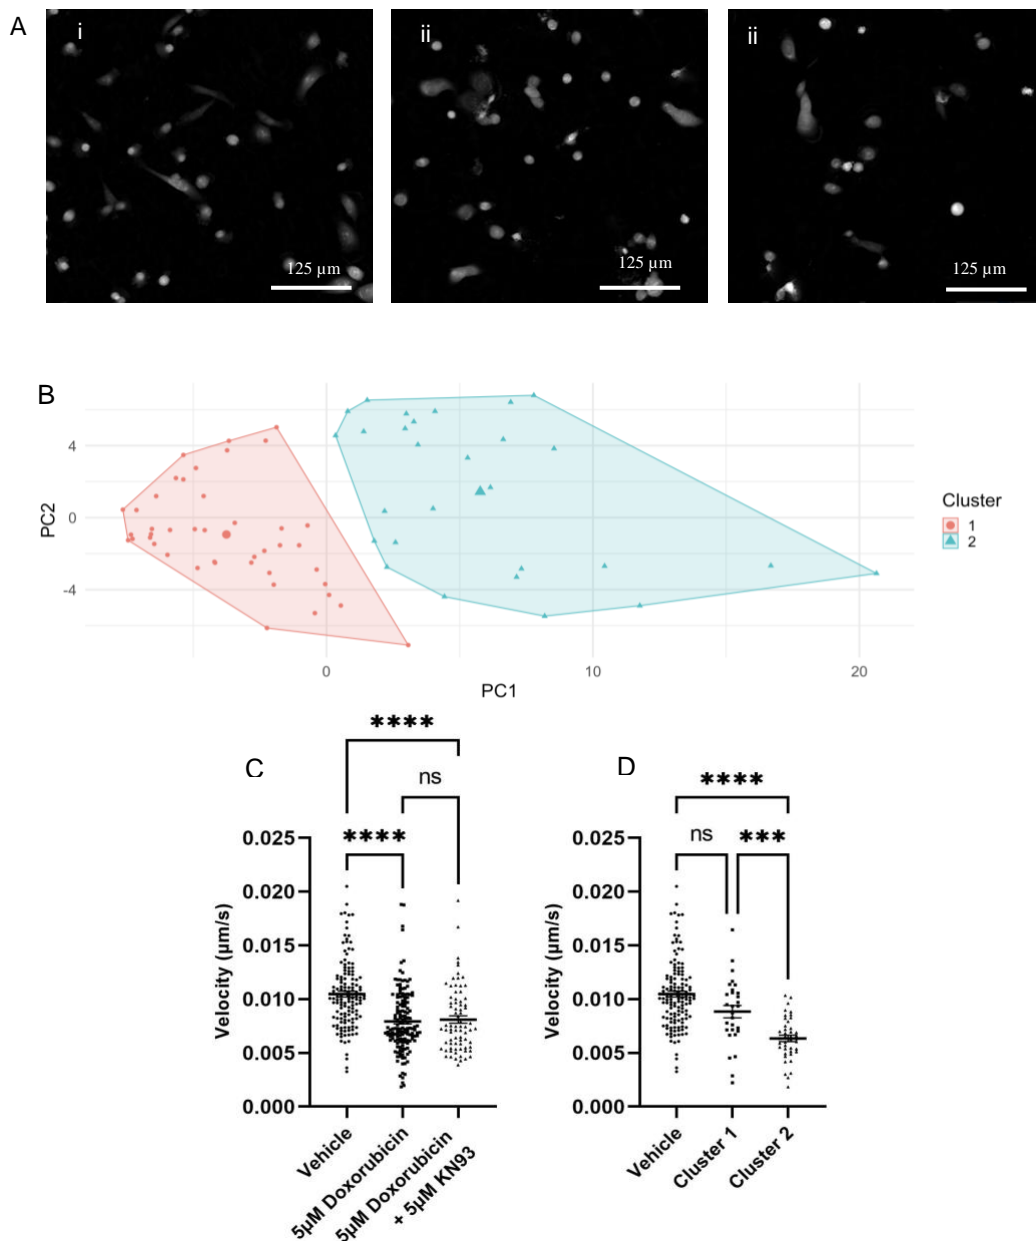 A
i
ii
ii
125 µm
125 µm
125 µm
B
PC2
4
0
-4
0
10
20
PC1
Cluster
1
2
C
****
ns
****
Velocity (µm/s)
0.025
0.020
0.015
0.010
0.005
0.000
Vehicle
5µM Doxorubicin
5µM Doxorubicin
+ 5µM KN93
D
****
ns
***
Velocity (µm/s)
0.025
0.020
0.015
0.010
0.005
0.000
Vehicle
Cluster 1
Cluster 2